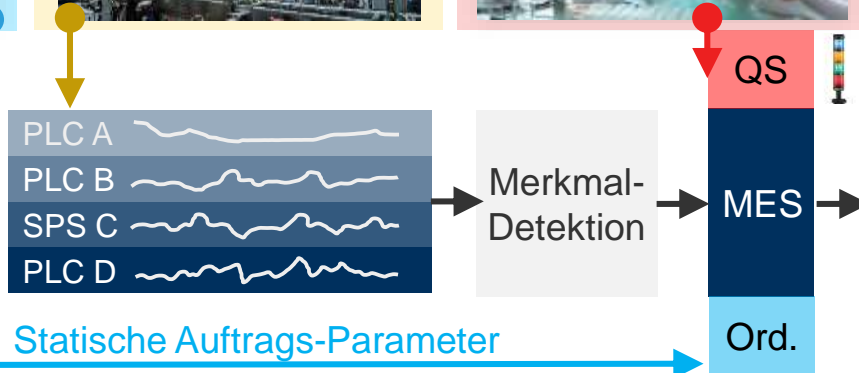 QS
PLC A
PLC B
SPS C
PLC D
Merkmal-
Detektion
MES
Statische Auftrags-Parameter
Ord.